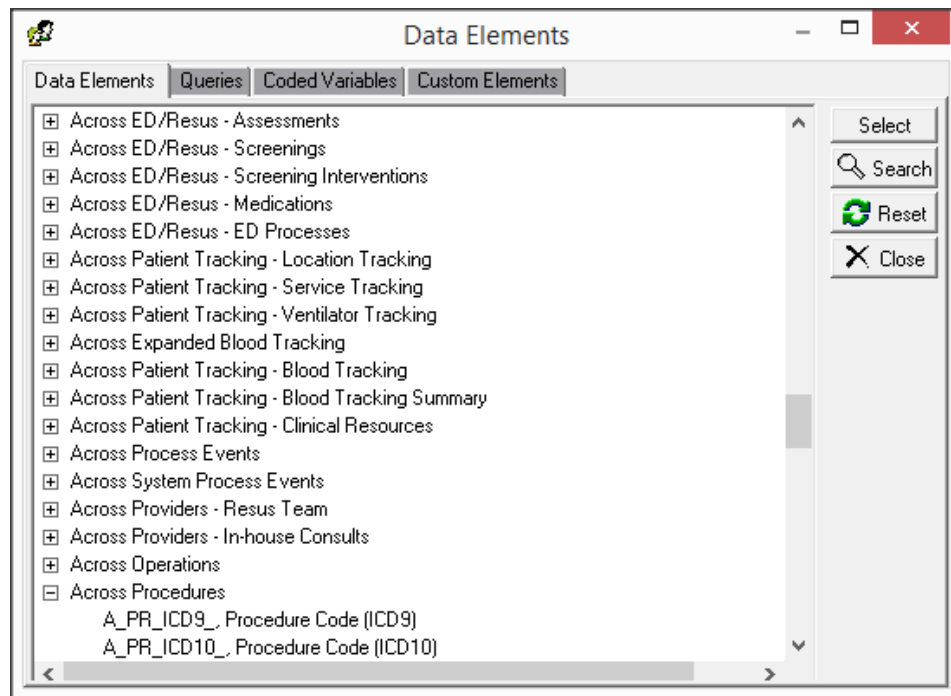 Data Elements
Data Elements Queries Coded Variables Custom Elements
Across ED/Resus - Assessments
Across ED/Resus - Screenings
Across ED/Resus - Screening Interventions
Across ED/Resus - Medications
Across ED/Resus - ED Processes
Across Patient Tracking - Location Tracking
Across Patient Tracking - Service Tracking
Across Patient Tracking - Ventilator Tracking
Across Expanded Blood Tracking
Across Patient Tracking - Blood Tracking
Across Patient Tracking - Blood Tracking Summary
Across Patient Tracking - Clinical Resources
Across Process Events
Across System Process Events
Across Providers - Resus Team
Across Providers - In-house Consults
Across Operations
Across Procedures
A_PR_ICD9_, Procedure Code (ICD9)
A_PR_ICD10_, Procedure Code (ICD10)
Select
Search
Reset
Close